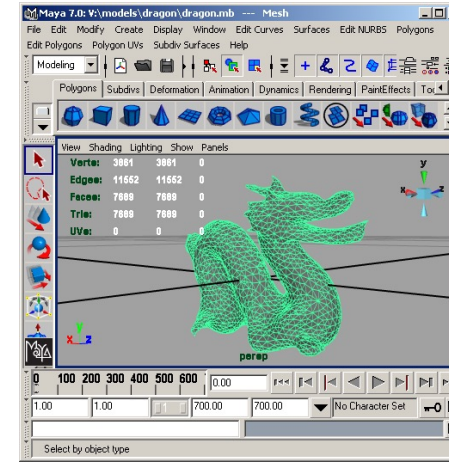 Maya 7.0: V:\models\dragon\dragon.mb --- Mesh
File Edit Modify Create Display Window Edit Curves Surfaces Edit NURBS Polygons
Edit Polygons Polygon UVs Subdiv Surfaces Help
Modeling
Polygons Subdivs Deformation Animation Dynamics Rendering PaintEffects
View Shading Lighting Show Panels
Verts: 3861 3861 0
Edges: 11552 11552 0
Faces: 7689 7689 0
Tris: 7689 7689 0
UVs: 0 0 0
y
x z
y
x z
persp
Maya
0 100 200 300 400 500 600 0.00
1.00 1.00 1 700.00 700.00 No Character Set
Select by object type